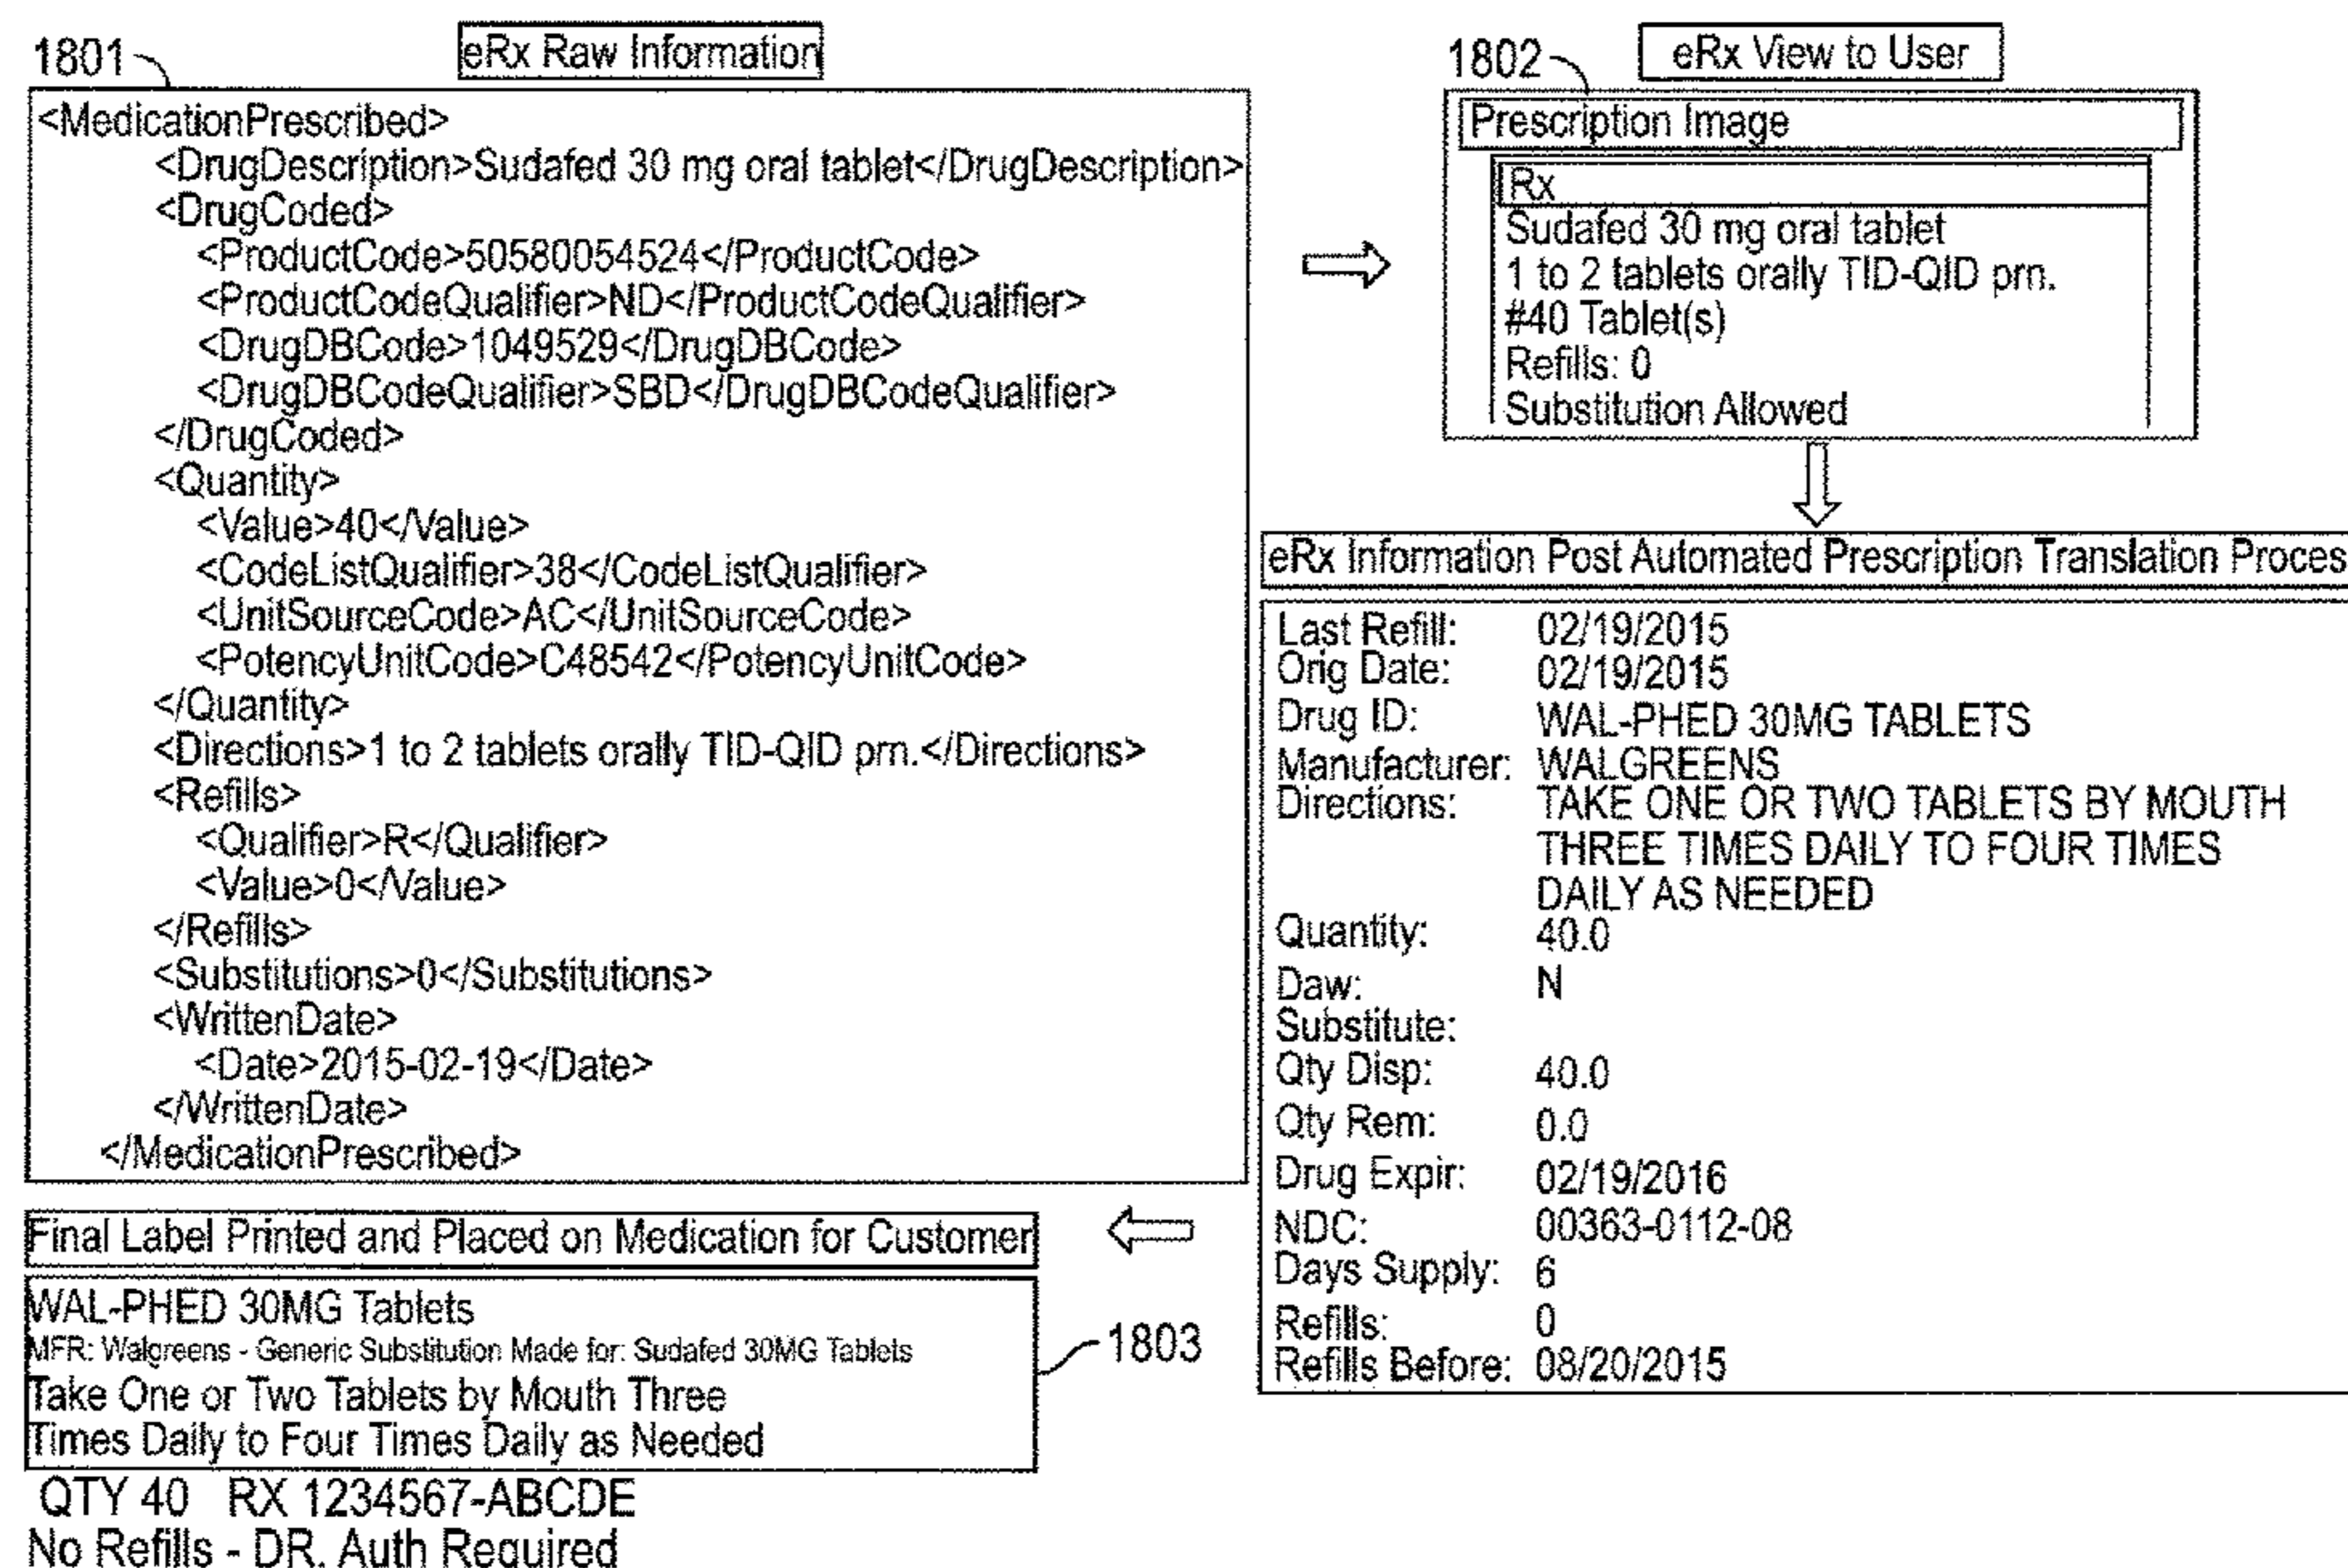 1801
eRx Raw Information
<MedicationPrescribed>
<DrugDescription>Sudafed 30 mg oral tablet</DrugDescription>
<DrugCoded>
<ProductCode>50580054524</ProductCode>
<ProductCodeQualifier>ND</ProductCodeQualifier>
<DrugDBCode>1049529</DrugDBCode>
<DrugDBCodeQualifier>SBD</DrugDBCodeQualifier>
</DrugCoded>
<Quantity>
<Value>40</Value>
<CodeListQualifier>38</CodeListQualifier>
<UnitSourceCode>AC</UnitSourceCode>
<PotencyUnitCode>C48542</PotencyUnitCode>
</Quantity>
<Directions>1 to 2 tablets orally TID-QID prn.</Directions>
<Refills>
<Qualifier>R</Qualifier>
<Value>0</Value>
</Refills>
<Substitutions>0</Substitutions>
<WrittenDate>
<Date>2015-02-19</Date>
</WrittenDate>
</MedicationPrescribed>
1802
eRx View to User
Prescription Image
Rx
Sudafed 30 mg oral tablet
1 to 2 tablets orally TID-QID prn.
#40 Tablet(s)
Refills: 0
Substitution Allowed
eRx Information Post Automated Prescription Translation Proces
Last Refill: 02/19/2015
Orig Date: 02/19/2015
Drug ID: WAL-PHED 30MG TABLETS
Manufacturer: WALGREENS
Directions: TAKE ONE OR TWO TABLETS BY MOUTH
THREE TIMES DAILY TO FOUR TIMES
DAILY AS NEEDED
Quantity: 40.0
Daw: N
Substitute:
Qty Disp: 40.0
Qty Rem: 0.0
Drug Expir: 02/19/2016
NDC: 00363-0112-08
Days Supply: 6
Refills: 0
Refills Before: 08/20/2015
Final Label Printed and Placed on Medication for Customer
WAL-PHED 30MG Tablets
MFR: Walgreens - Generic Substitution Made for: Sudafed 30MG Tablets
Take One or Two Tablets by Mouth Three
Times Daily to Four Times Daily as Needed
1803
QTY 40 RX 1234567-ABCDE
No Refills - DR. Auth Required